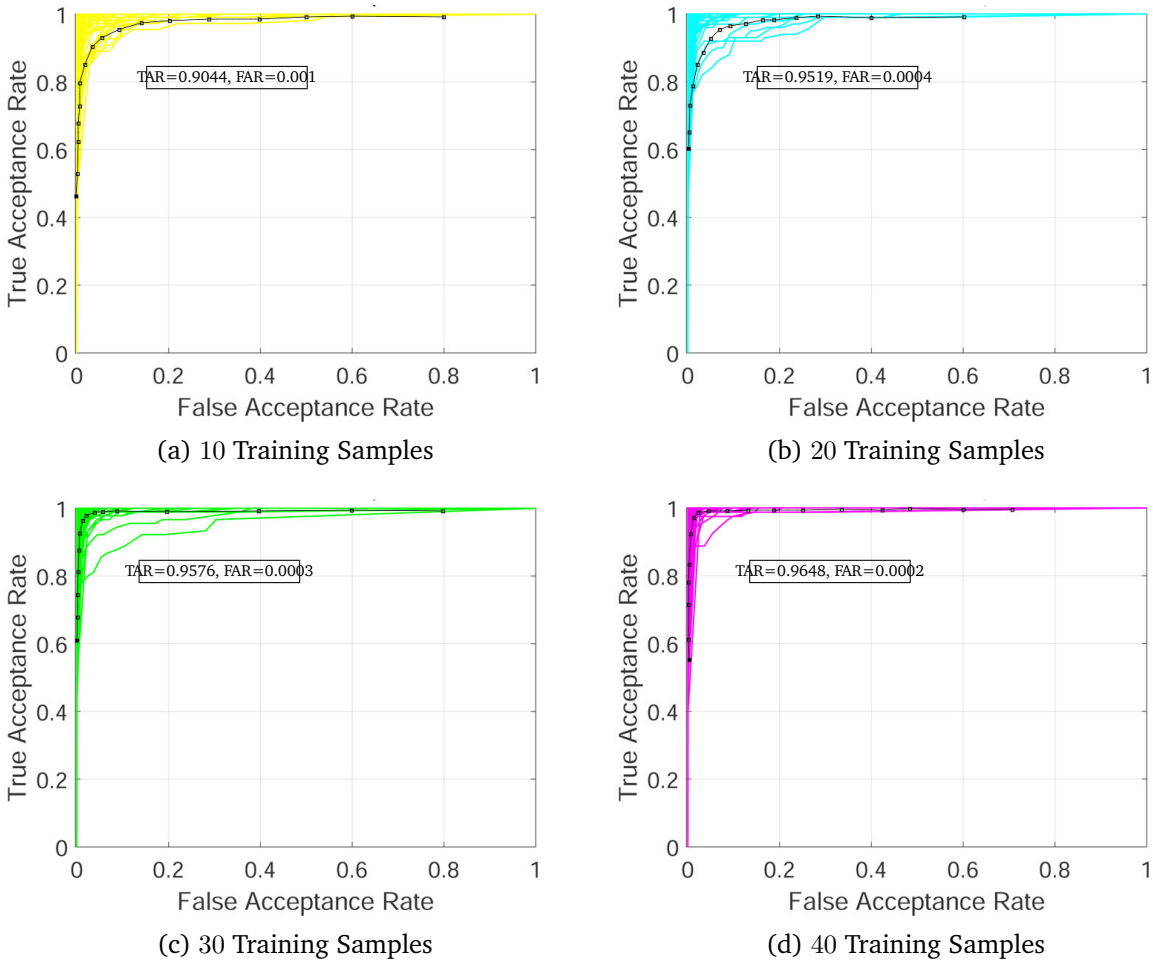 1
0.8
0.6
0.4
0.2
0
True Acceptance Rate
TAR=0.9044, FAR=0.001
0 0.2 0.4 0.6 0.8 1
False Acceptance Rate
(a) 10 Training Samples
1
0.8
0.6
0.4
0.2
0
True Acceptance Rate
TAR=0.9519, FAR=0.0004
0 0.2 0.4 0.6 0.8 1
False Acceptance Rate
(b) 20 Training Samples
1
0.8
0.6
0.4
0.2
0
True Acceptance Rate
TAR=0.9576, FAR=0.0003
0 0.2 0.4 0.6 0.8 1
False Acceptance Rate
(c) 30 Training Samples
1
0.8
0.6
0.4
0.2
0
True Acceptance Rate
TAR=0.9648, FAR=0.0002
0 0.2 0.4 0.6 0.8 1
False Acceptance Rate
(d) 40 Training Samples